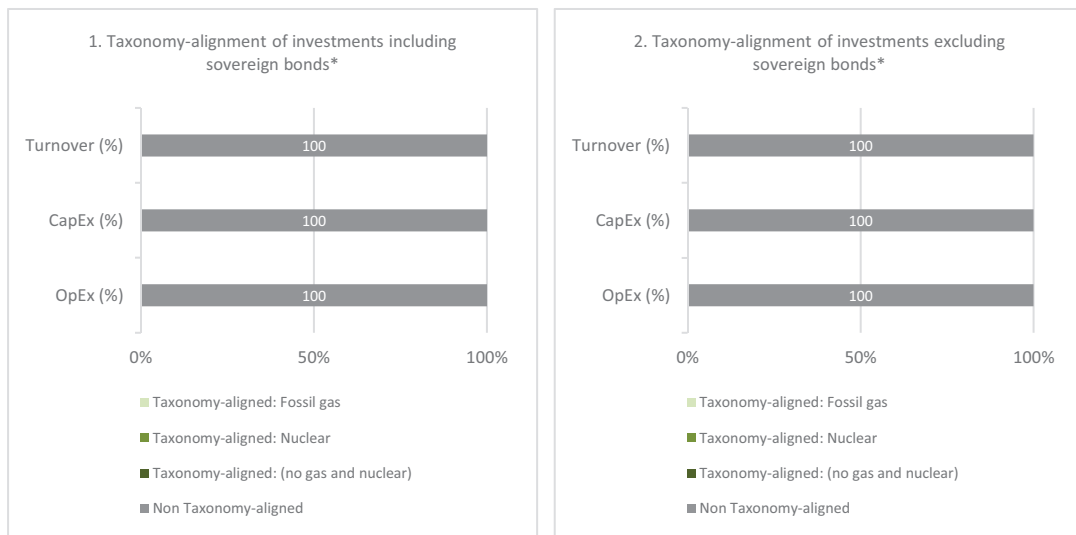 1. Taxonomy-alignment of investments including
sovereign bonds*
Turnover (%)
100
CapEx (%)
100
OpEx (%)
100
0%
50%
100%
Taxonomy-aligned: Fossil gas
Taxonomy-aligned: Nuclear
Taxonomy-aligned: (no gas and nuclear)
Non Taxonomy-aligned
2. Taxonomy-alignment of investments excluding
sovereign bonds*
Turnover (%)
100
CapEx (%)
100
OpEx (%)
100
0%
50%
100%
Taxonomy-aligned: Fossil gas
Taxonomy-aligned: Nuclear
Taxonomy-aligned: (no gas and nuclear)
Non Taxonomy-aligned